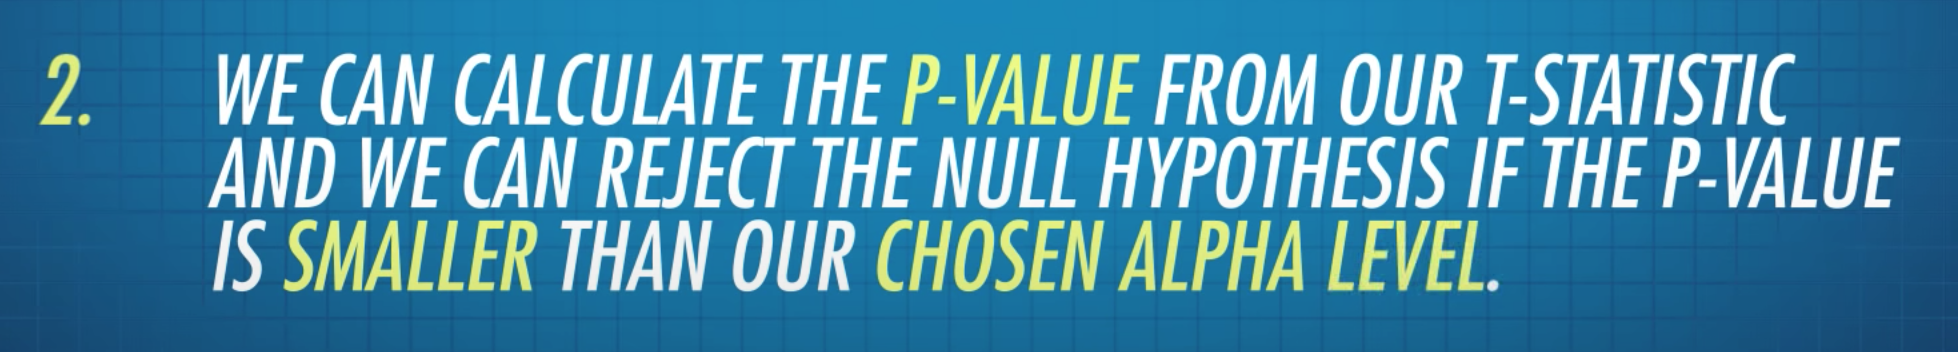 2. WE CAN CALCULATE THE P-VALUE FROM OUR T-STATISTIC
AND WE CAN REJECT THE NULL HYPOTHESIS IF THE P-VALUE
IS SMALLER THAN OUR CHOSEN ALPHA LEVEL.